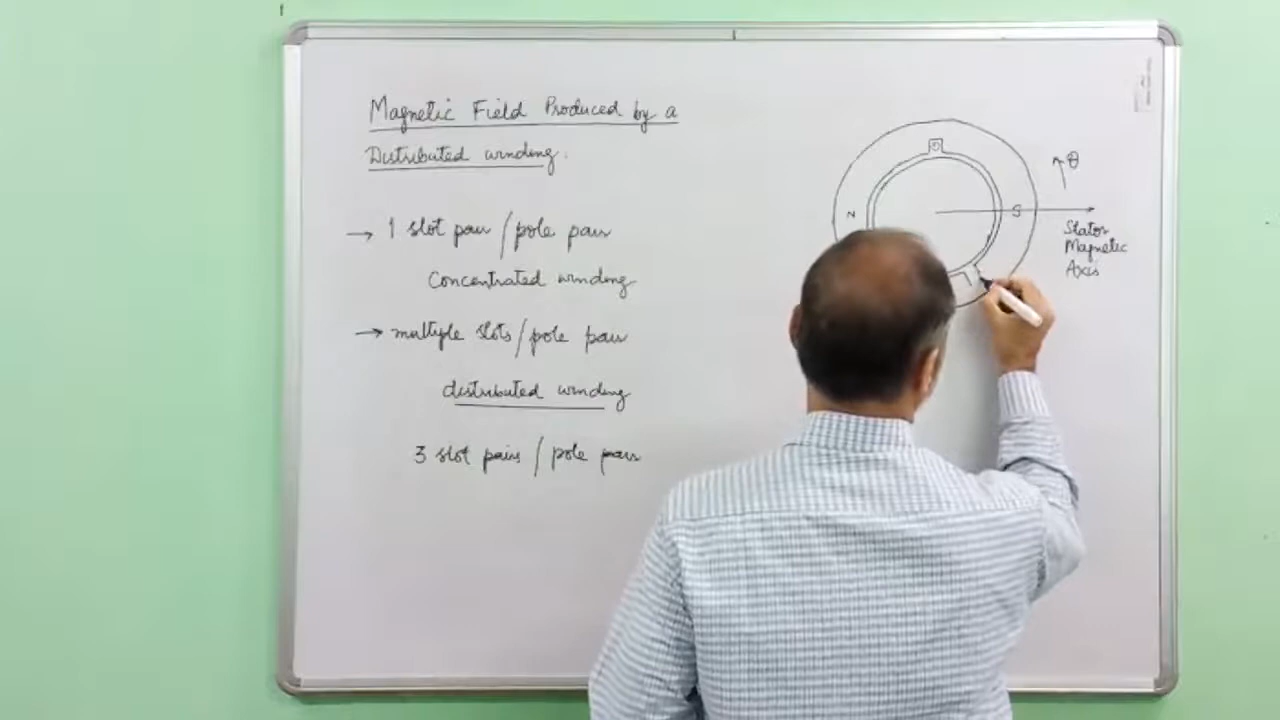 Magnetic Field Produced by a
Distributed winding.
→ 1 slot pair / pole pair
Concentrated winding
→ multiple slots / pole pair
distributed winding
3 slot pairs / pole pair
θ
N
S
Stator
Magnetic
Axis